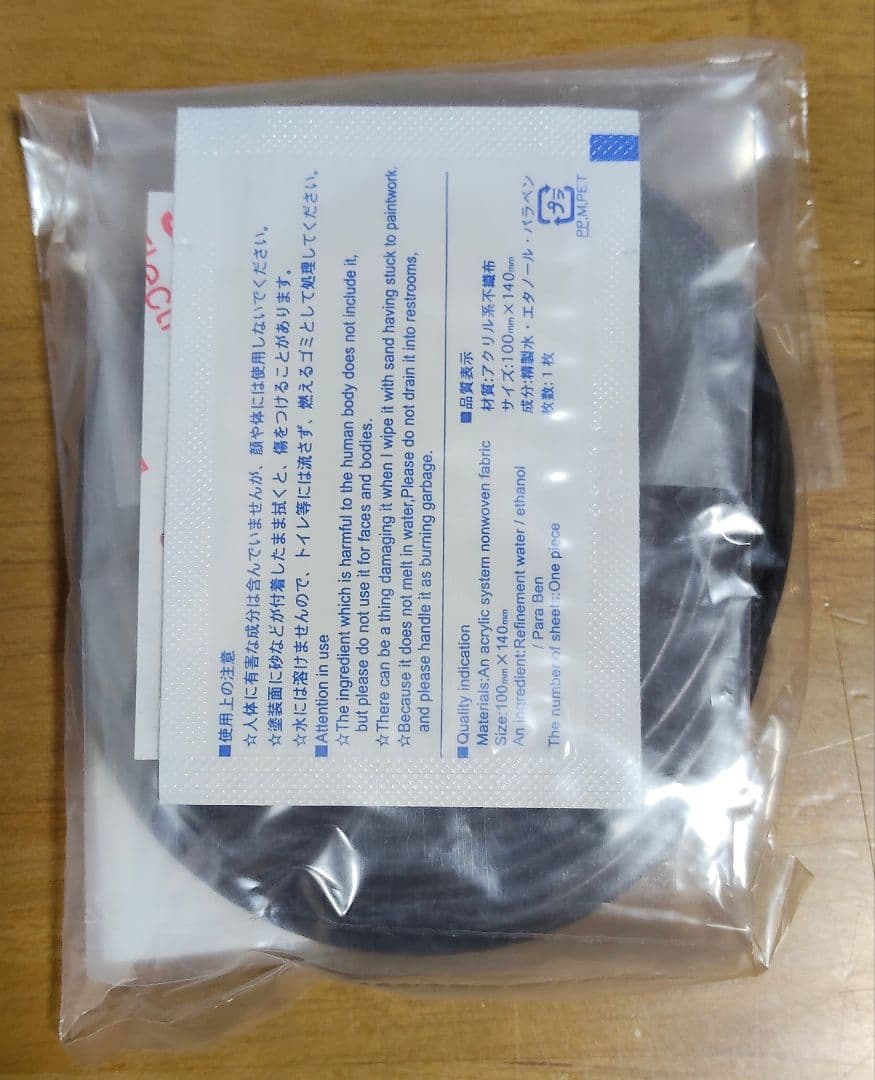 ■使用上の注意
☆人体に有害な成分は含んでいませんが、顔や体には使用しないでください。
☆塗装面に砂などが付着したまま拭くと、傷をつけることがあります。
☆水には溶けませんので、トイレ等には流さず、燃えるゴミとして処理してください。
■Attention in use
☆The ingredient which is harmful to the human body does not include it,
but please do not use it for faces and bodies.
☆There can be a thing damaging it when I wipe it with sand having stuck to paintwork.
☆Because it does not melt in water,Please do not drain it into restrooms,
and please handle it as burning garbage.
■Quality indication
Materials:An acrylic system nonwoven fabric
Size:100mm×140mm
An ingredient:Refinement water / ethanol
/ Para Ben
The number of sheets:One piece
■品質表示
材質:アクリル系不織布
サイズ:100mm×140mm
成分:精製水・エタノール・パラベン
枚数:1枚
プラ
PP,M,PET